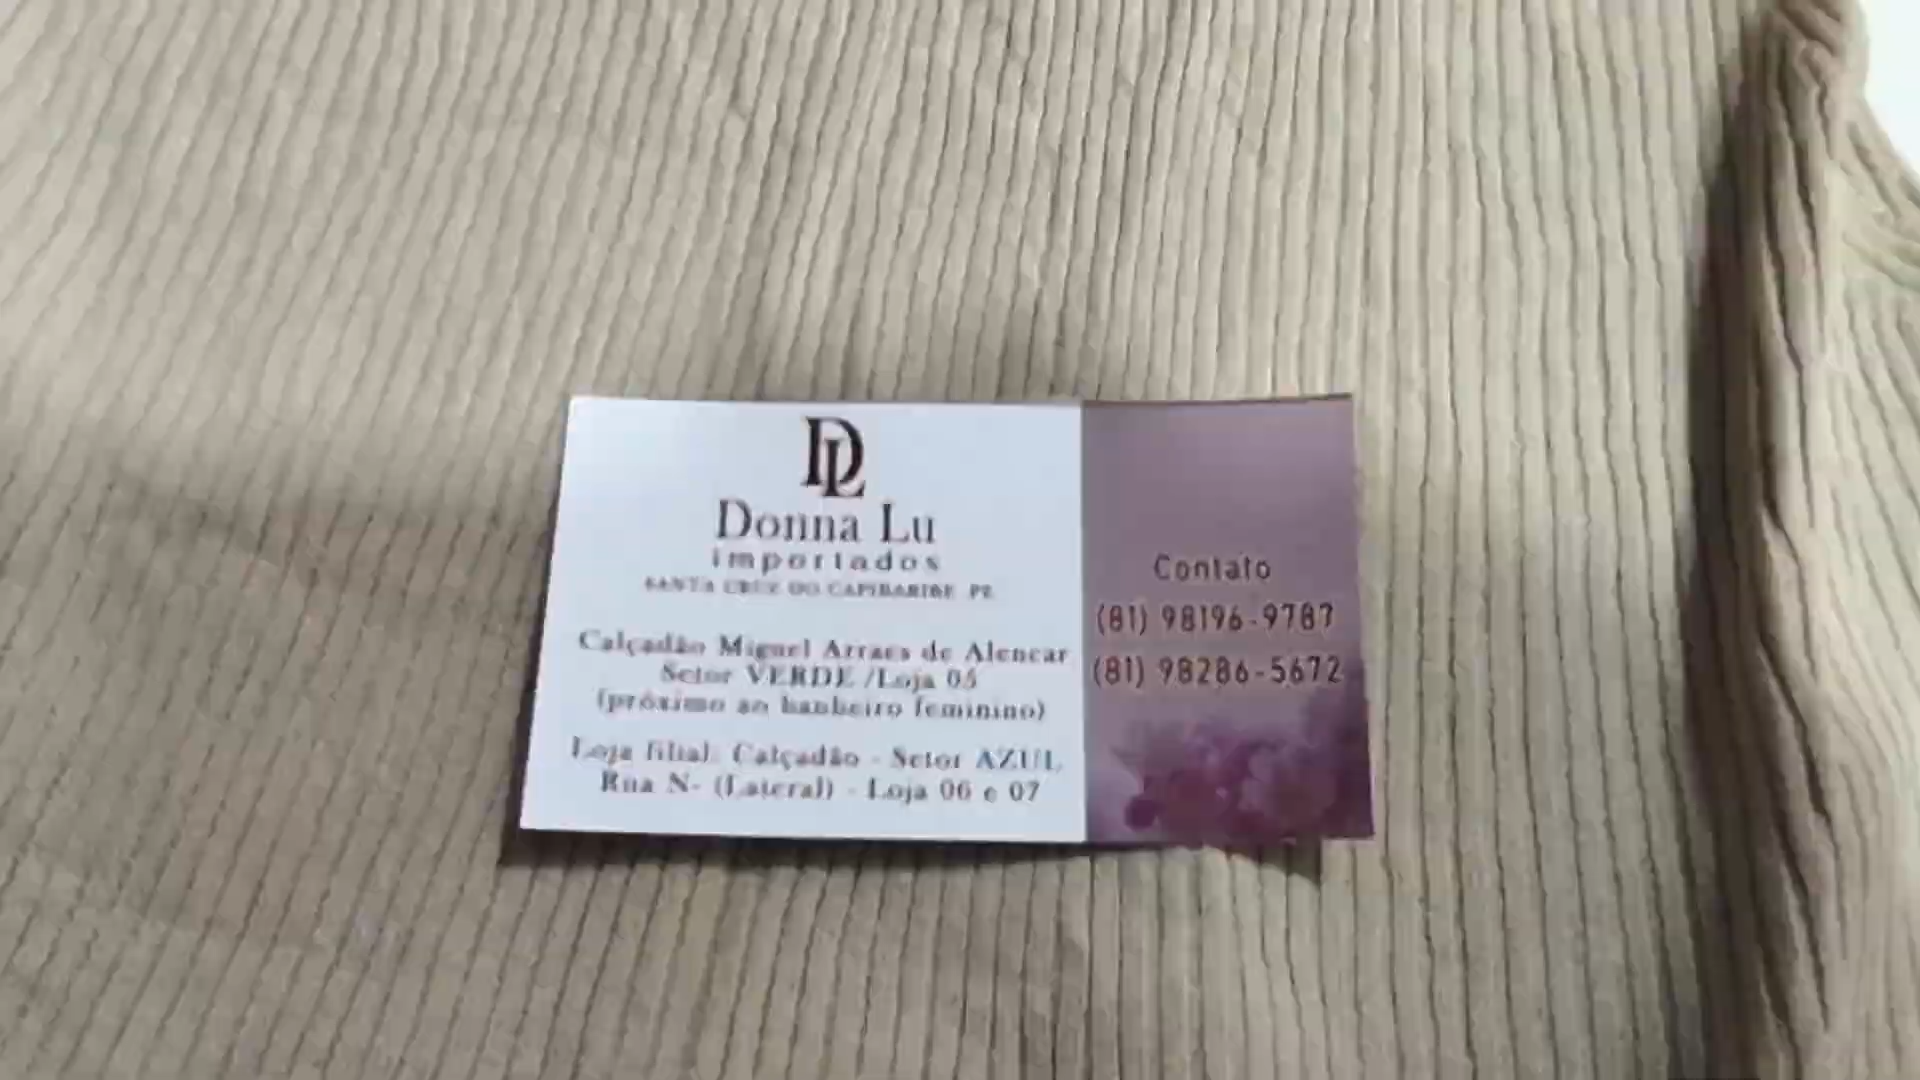 DL
Donna Lu
importados
SANTA CRUZ DO CAPIBARIBE PE
Calçadão Miguel Arraes de Alencar
Setor VERDE /Loja 05
(próximo ao banheiro feminino)
Loja filial: Calçadão - Setor AZUL
Rua N- (Lateral) - Loja 06 e 07
Contato
(81) 98196-9787
(81) 98286-5672